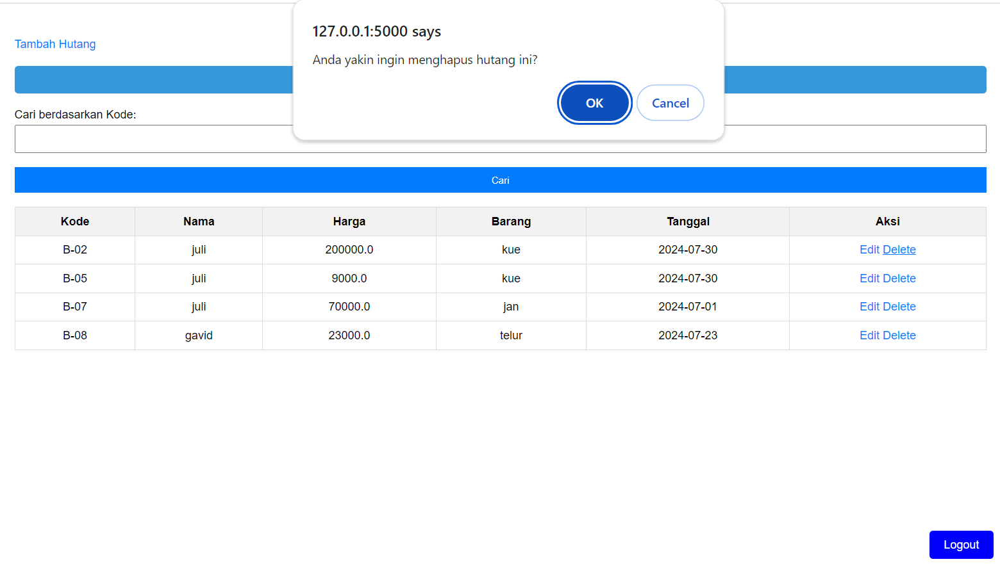 127.0.0.1:5000 says
Anda yakin ingin menghapus hutang ini?
OK Cancel
Tambah Hutang
Cari berdasarkan Kode:
Cari
Kode Nama Harga Barang Tanggal Aksi
B-02 juli 200000.0 kue 2024-07-30 Edit Delete
B-05 juli 9000.0 kue 2024-07-30 Edit Delete
B-07 juli 70000.0 jan 2024-07-01 Edit Delete
B-08 gavid 23000.0 telur 2024-07-23 Edit Delete
Logout